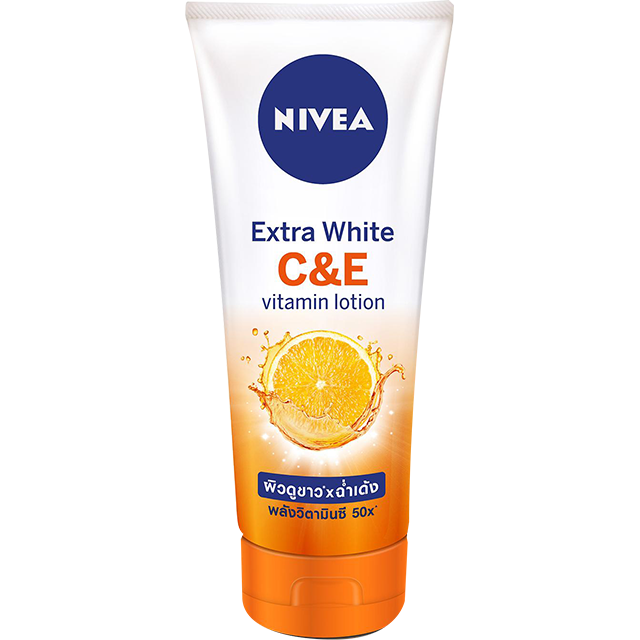 NIVEA
Extra White
C&E
vitamin lotion
ผิวดูขาว*xฉ่ำเด้ง
พลังวิตามินซี 50x*